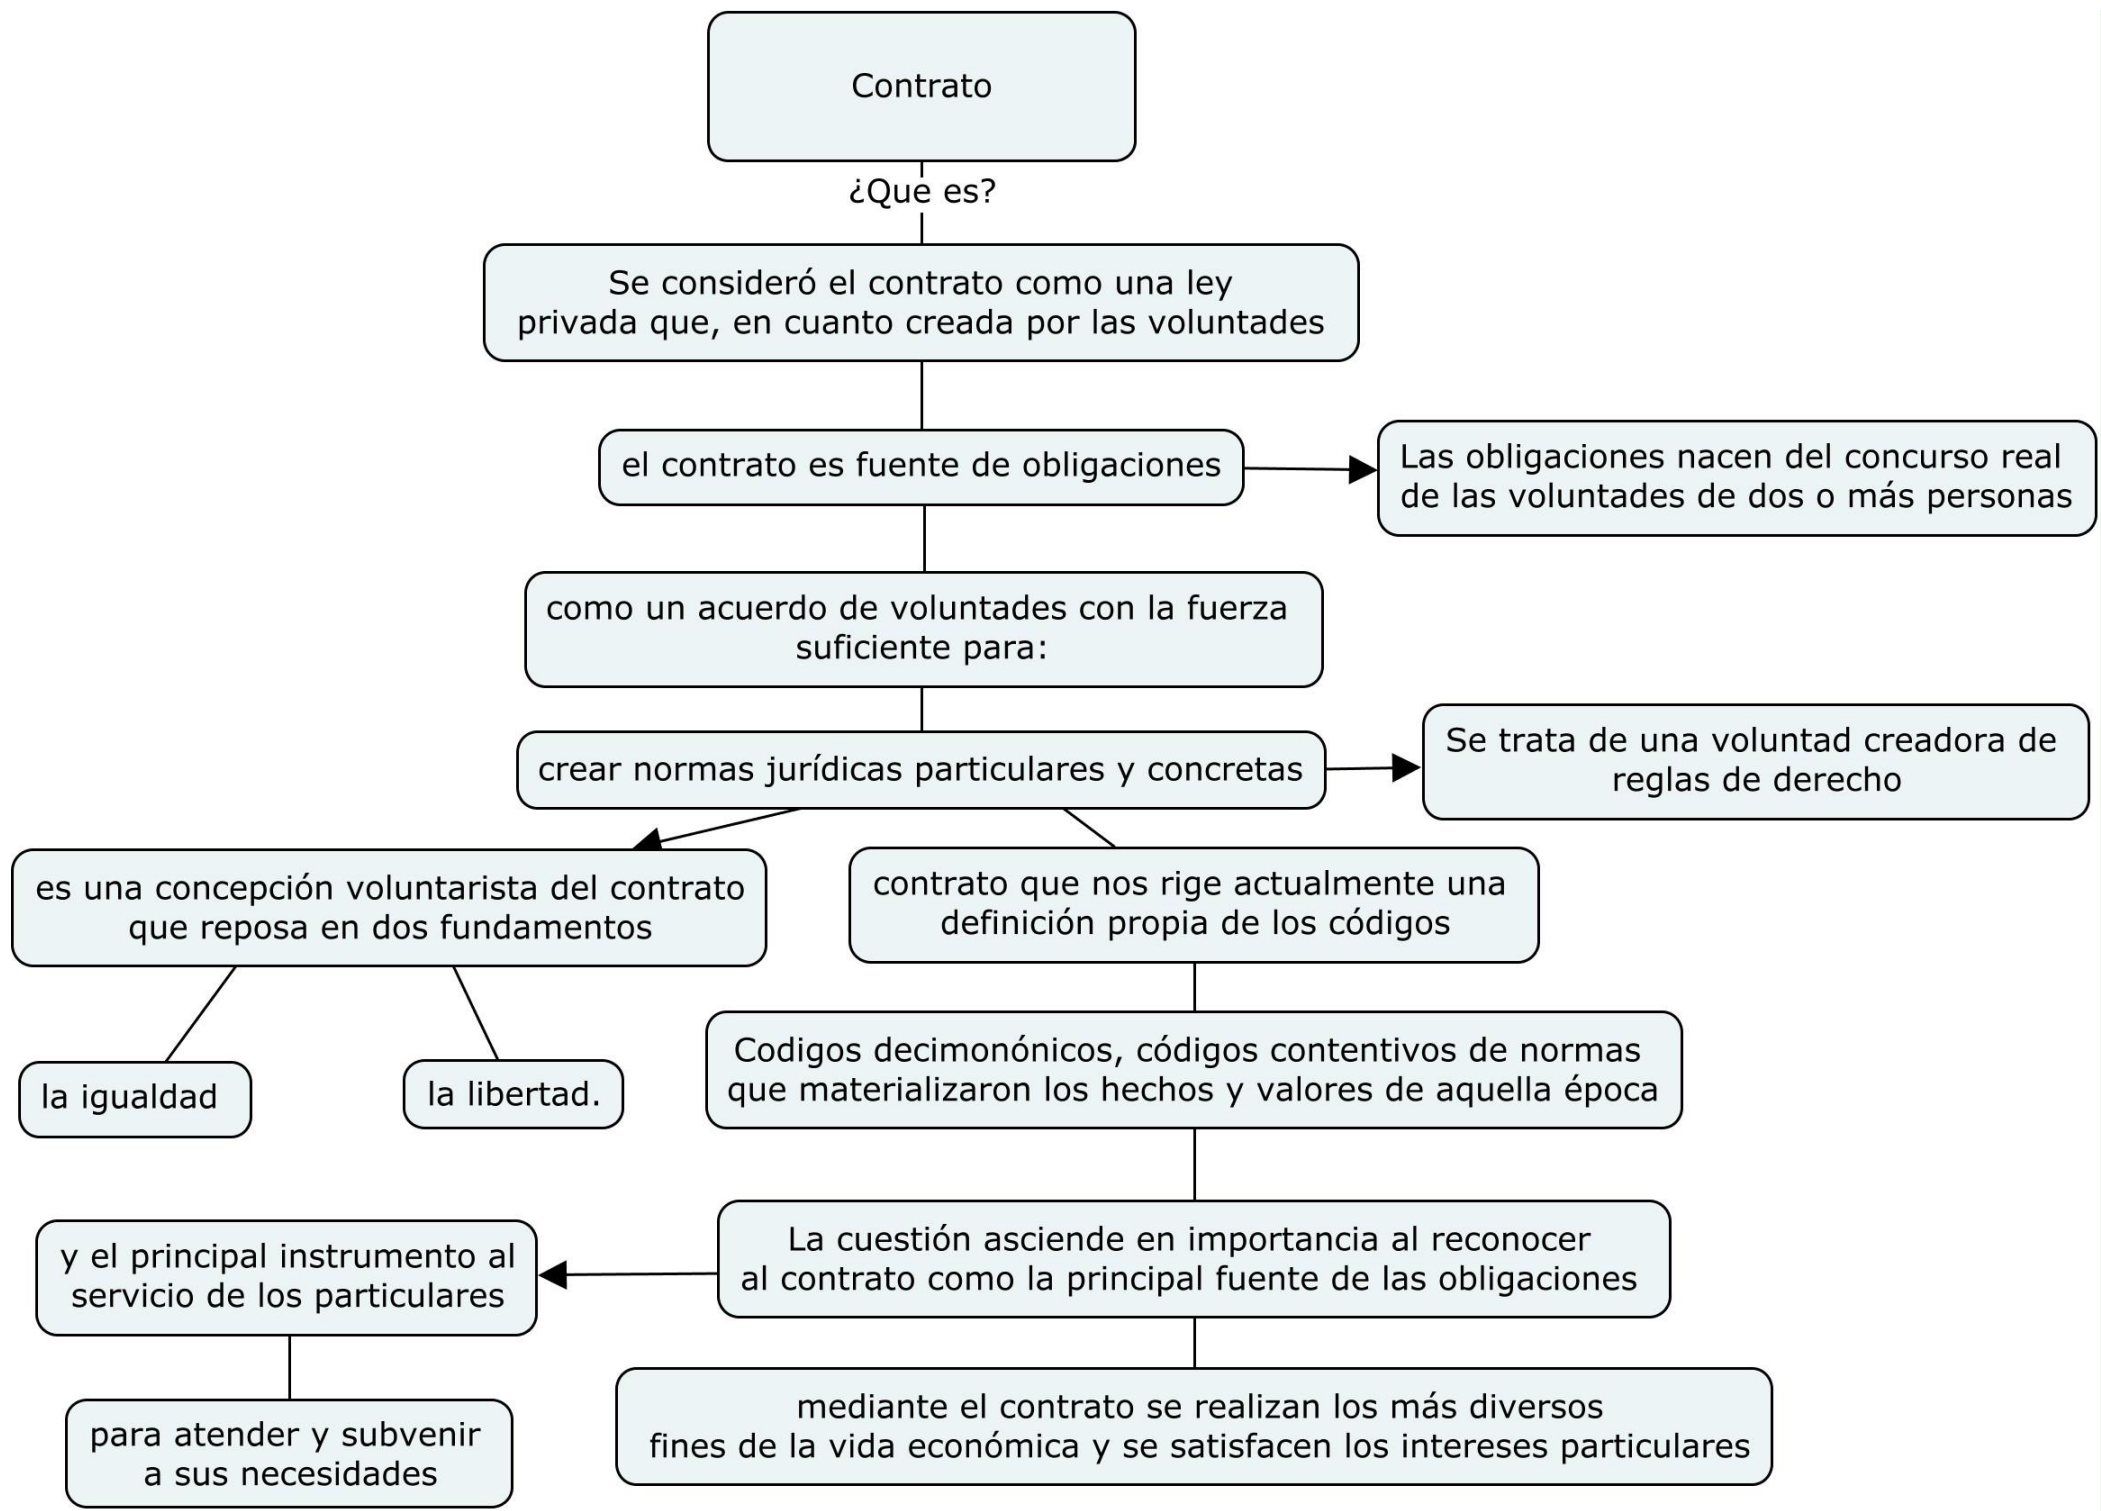 Contrato
¿Que es?
Se consideró el contrato como una ley
privada que, en cuanto creada por las voluntades
el contrato es fuente de obligaciones
Las obligaciones nacen del concurso real
de las voluntades de dos o más personas
como un acuerdo de voluntades con la fuerza
suficiente para:
crear normas jurídicas particulares y concretas
Se trata de una voluntad creadora de
reglas de derecho
es una concepción voluntarista del contrato
que reposa en dos fundamentos
contrato que nos rige actualmente una
definición propia de los códigos
la igualdad
la libertad.
Codigos decimonónicos, códigos contentivos de normas
que materializaron los hechos y valores de aquella época
La cuestión asciende en importancia al reconocer
al contrato como la principal fuente de las obligaciones
y el principal instrumento al
servicio de los particulares
para atender y subvenir
a sus necesidades
mediante el contrato se realizan los más diversos
fines de la vida económica y se satisfacen los intereses particulares